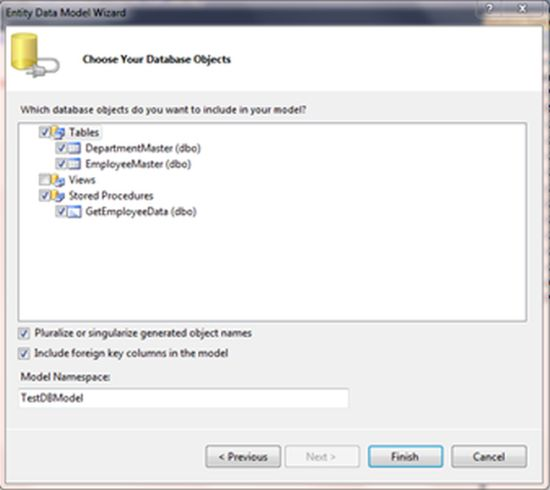 Entity Data Model Wizard
Choose Your Database Objects
Which database objects do you want to include in your model?
Tables
DepartmentMaster (dbo)
EmployeeMaster (dbo)
Views
Stored Procedures
GetEmployeeData (dbo)
Pluralize or singularize generated object names
Include foreign key columns in the model
Model Namespace:
TestDBModel
< Previous Next > Finish Cancel